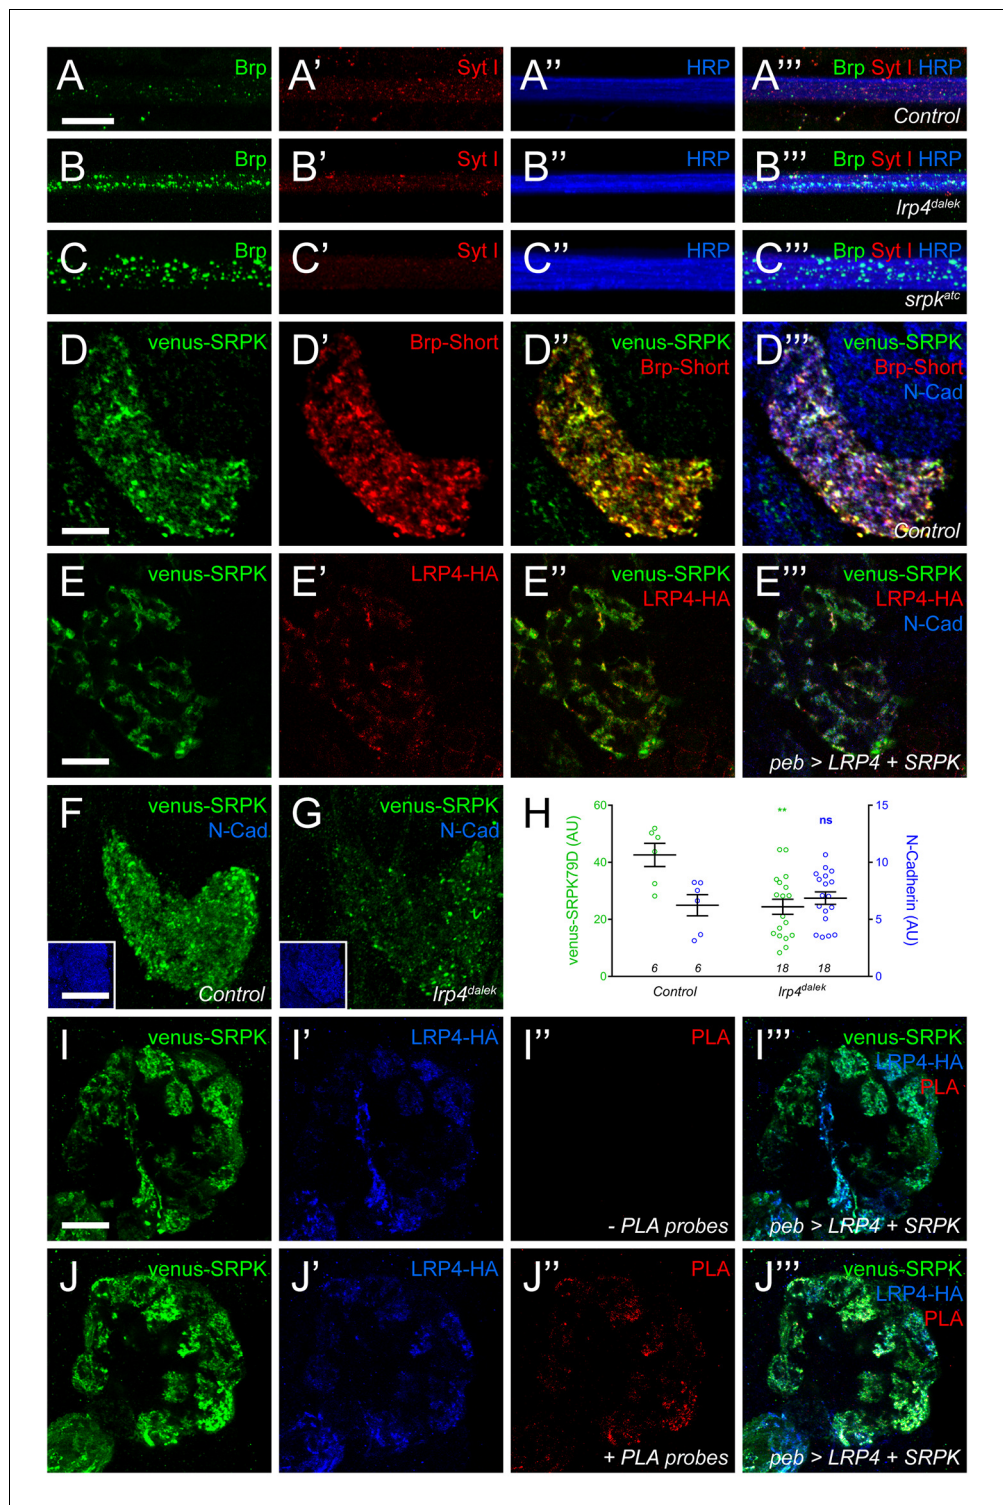 A Brp A’ Syt I A’’ HRP A’’’ Brp Syt I HRP
Control
B Brp B’ Syt I B’’ HRP B’’’ Brp Syt I HRP
lrp4dalek
C Brp C’ Syt I C’’ HRP C’’’ Brp Syt I HRP
srpkatc
D venus-SRPK D’ Brp-Short D’’ venus-SRPK D’’’ venus-SRPK
Brp-Short Brp-Short
N-Cad
Control
E venus-SRPK E’ LRP4-HA E’’ venus-SRPK E’’’ venus-SRPK
LRP4-HA LRP4-HA
N-Cad
peb > LRP4 + SRPK
F venus-SRPK G venus-SRPK H
N-Cad N-Cad
Control lrp4dalek
venus-SRPK79D (AU)
60
40
20
0
** ns
15
10
5
0
N-Cadherin (AU)
6 6 18 18
Control lrp4dalek
I venus-SRPK I’ LRP4-HA I’’ PLA I’’’ venus-SRPK
LRP4-HA
PLA
- PLA probes peb > LRP4 + SRPK
J venus-SRPK J’ LRP4-HA J’’ PLA J’’’ venus-SRPK
LRP4-HA
PLA
+ PLA probes peb > LRP4 + SRPK